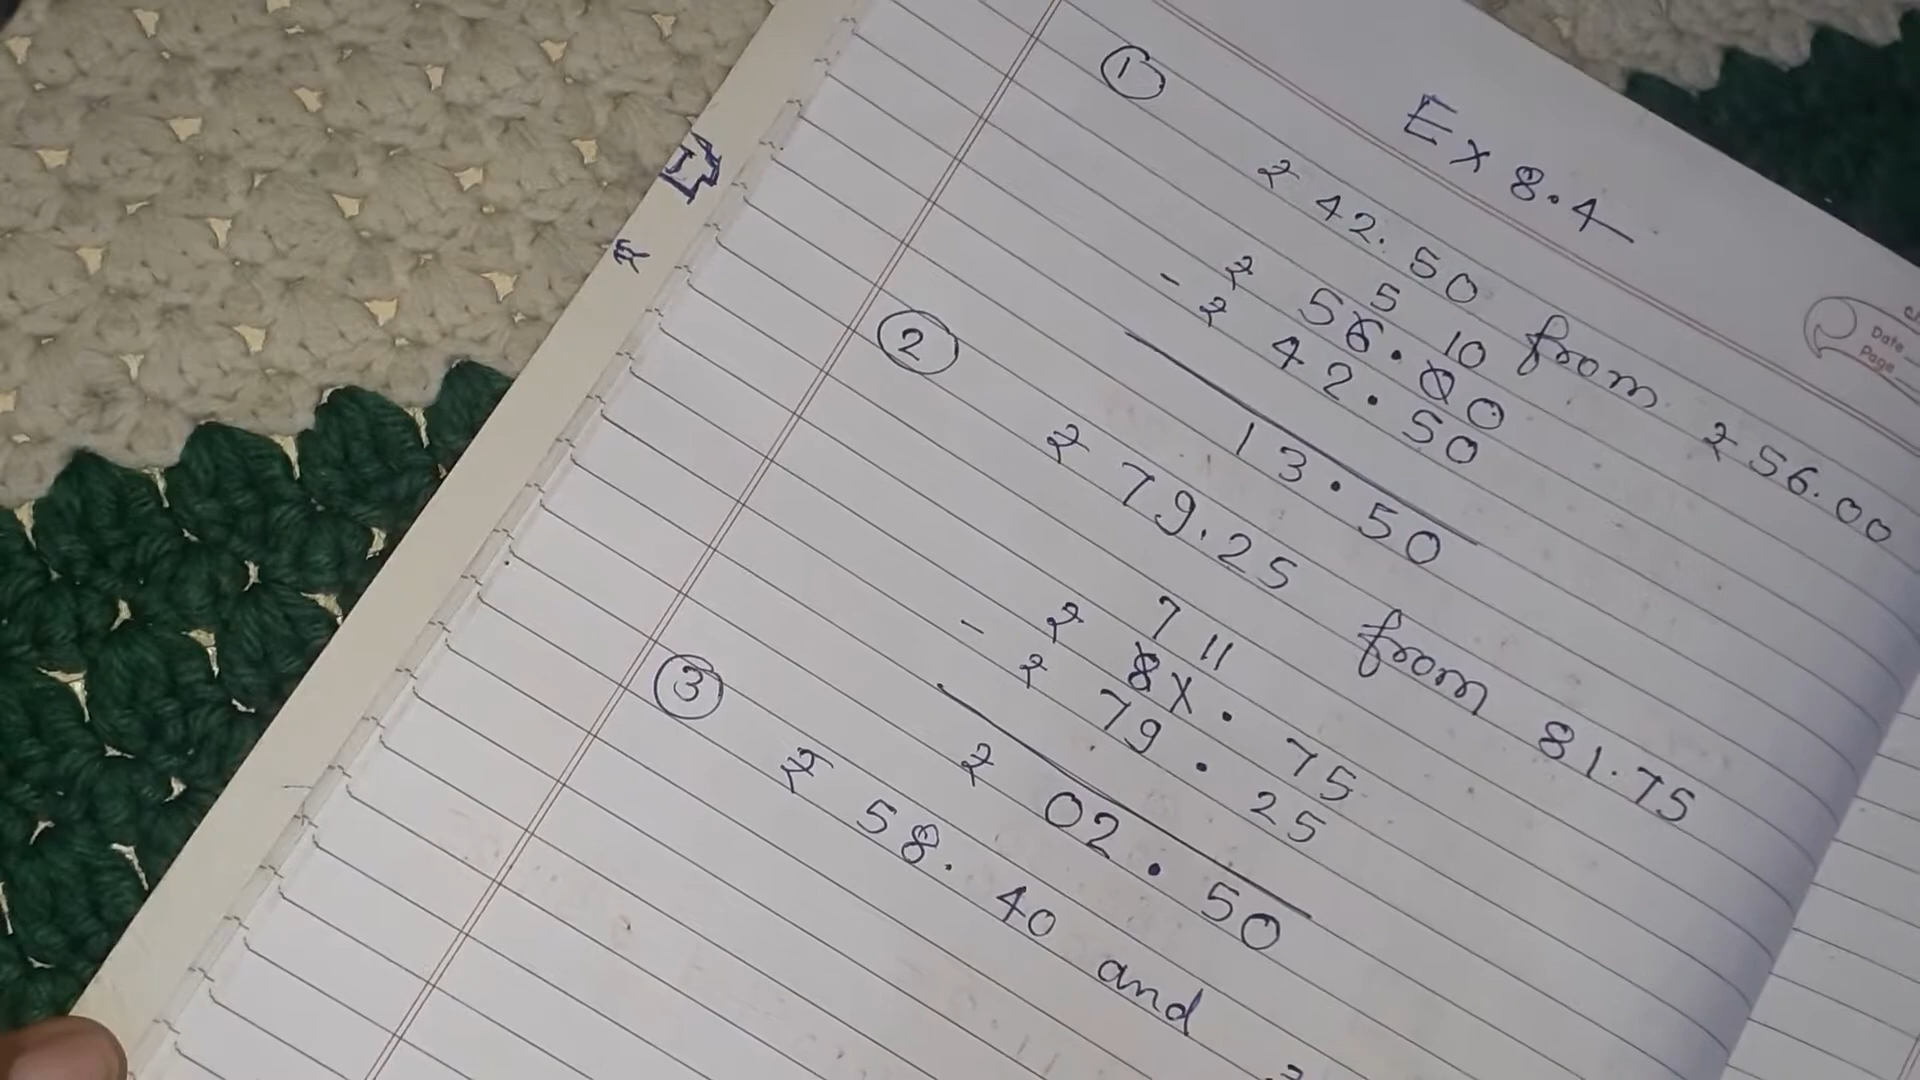 Ex 8.4
① ₹ 42.50 from ₹ 56.00
5 10
₹ 56.00
- ₹ 42.50
13.50
② ₹ 79.25 from 81.75
7 11
₹ 81.75
- ₹ 79.25
₹ 02.50
③ ₹ 58.40 and
Date
Page